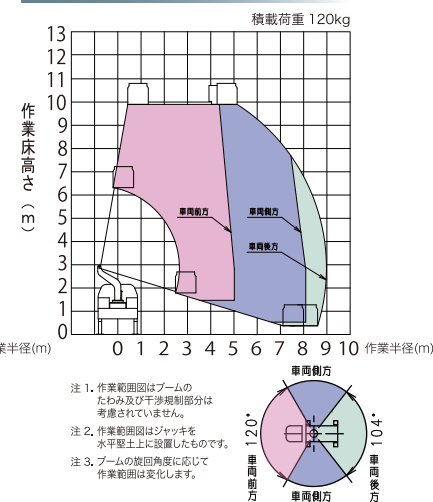 積載荷重 120kg
13
12
11
10
9
8
7
6
5
4
3
2
1
0
作業床高さ(m)
車両前方
車両側方
車両後方
業半径(m)
0 1 2 3 4 5 6 7 8 9 10
作業半径(m)
注 1. 作業範囲図はブームの
たわみ及び干渉規制部分は
考慮されていません。
注 2. 作業範囲図はジャッキを
水平堅土上に設置したものです。
注 3. ブームの旋回角度に応じて
作業範囲は変化します。
車両側方
120°
車両前方
104°
車両後方
車両側方